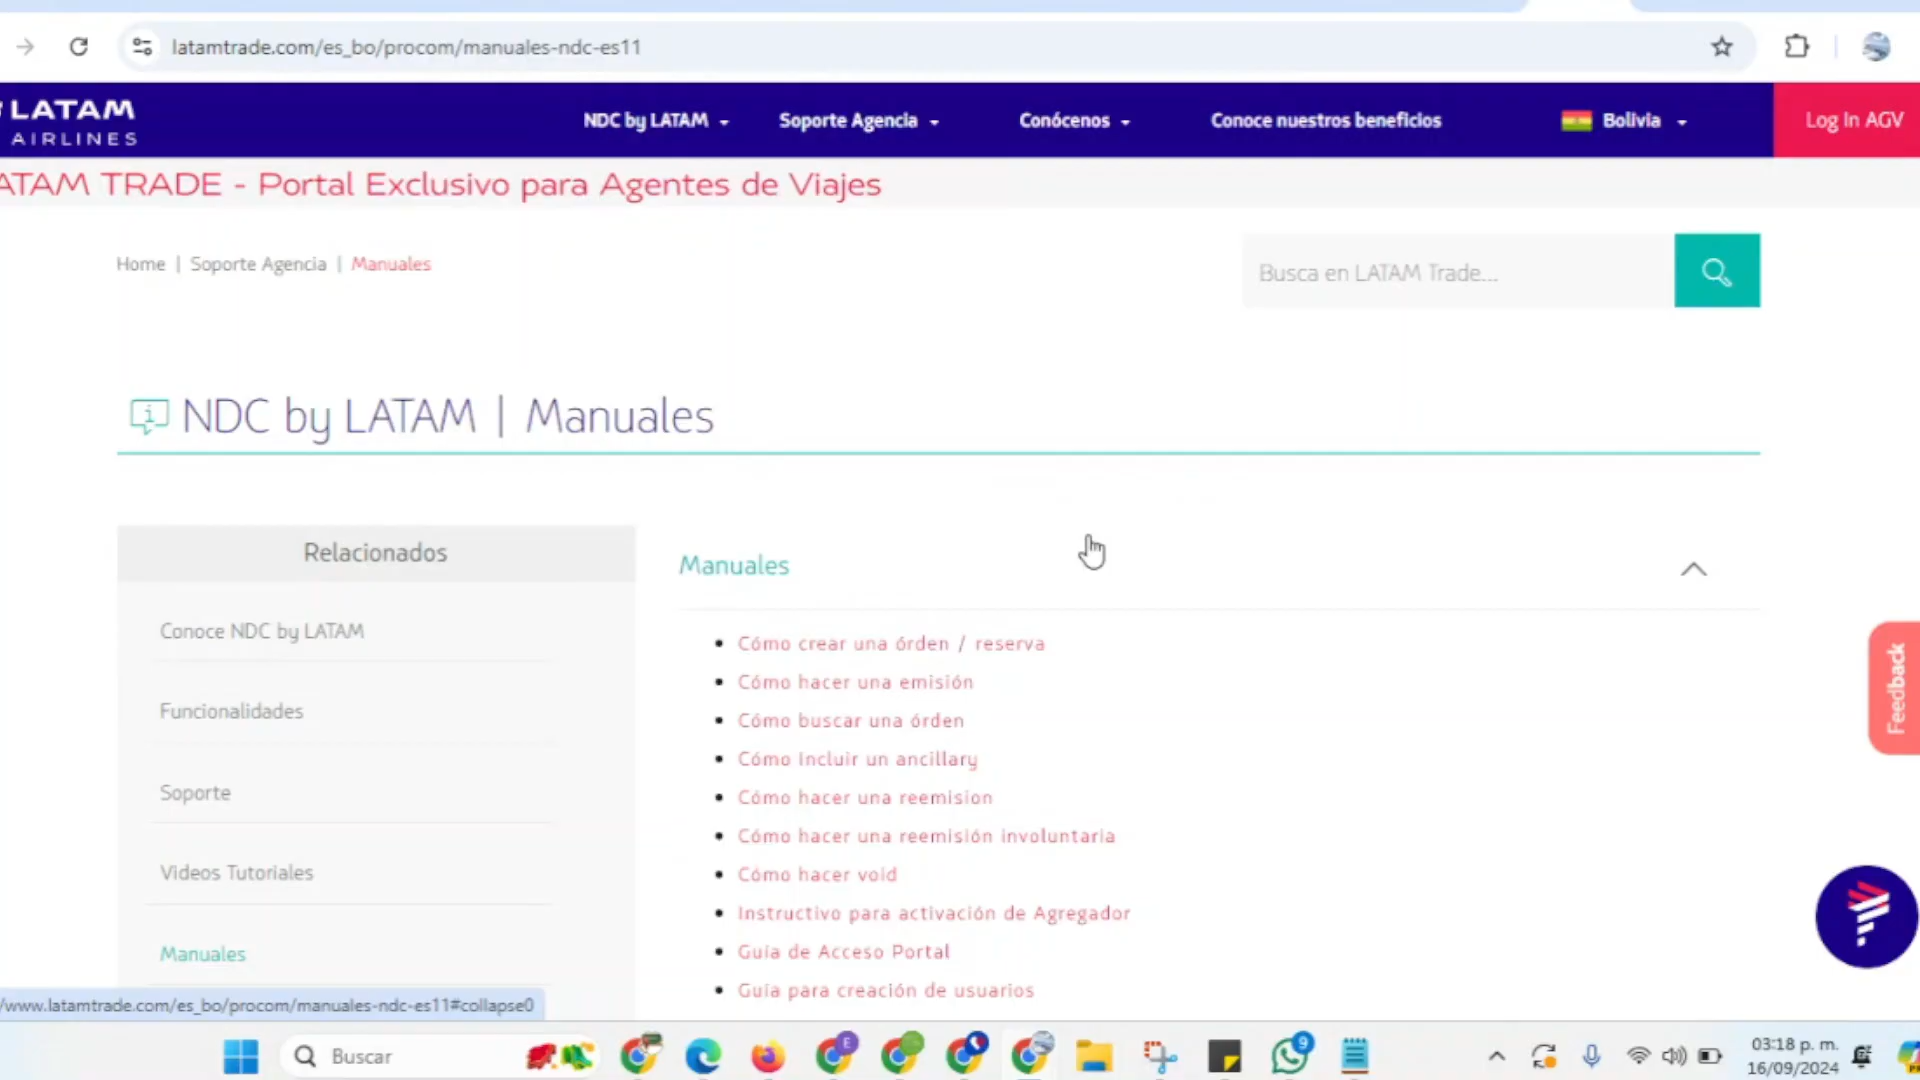 latamtrade.com/es_bo/procom/manuales-ndc-es11
LATAM
AIRLINES
NDC by LATAM
Soporte Agencia
Conócenos
Conoce nuestros beneficios
Bolivia
Log In AGV
ATAM TRADE - Portal Exclusivo para Agentes de Viajes
Home | Soporte Agencia | Manuales
Busca en LATAM Trade...
NDC by LATAM | Manuales
Relacionados
Conoce NDC by LATAM
Funcionalidades
Soporte
Videos Tutoriales
Manuales
Manuales
Cómo crear una órden / reserva
Cómo hacer una emisión
Cómo buscar una órden
Cómo Incluir un ancillary
Cómo hacer una reemision
Cómo hacer una reemisión involuntaria
Cómo hacer void
Instructivo para activación de Agregador
Guía de Acceso Portal
Guía para creación de usuarios
Feedback
/www.latamtrade.com/es_bo/procom/manuales-ndc-es11#collapse0
Buscar
E
9
03:18 p. m.
16/09/2024